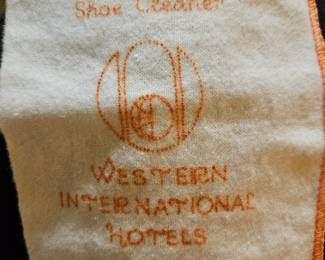 Shoe Cleaner
WESTERN
INTERNATIONAL
HOTELS